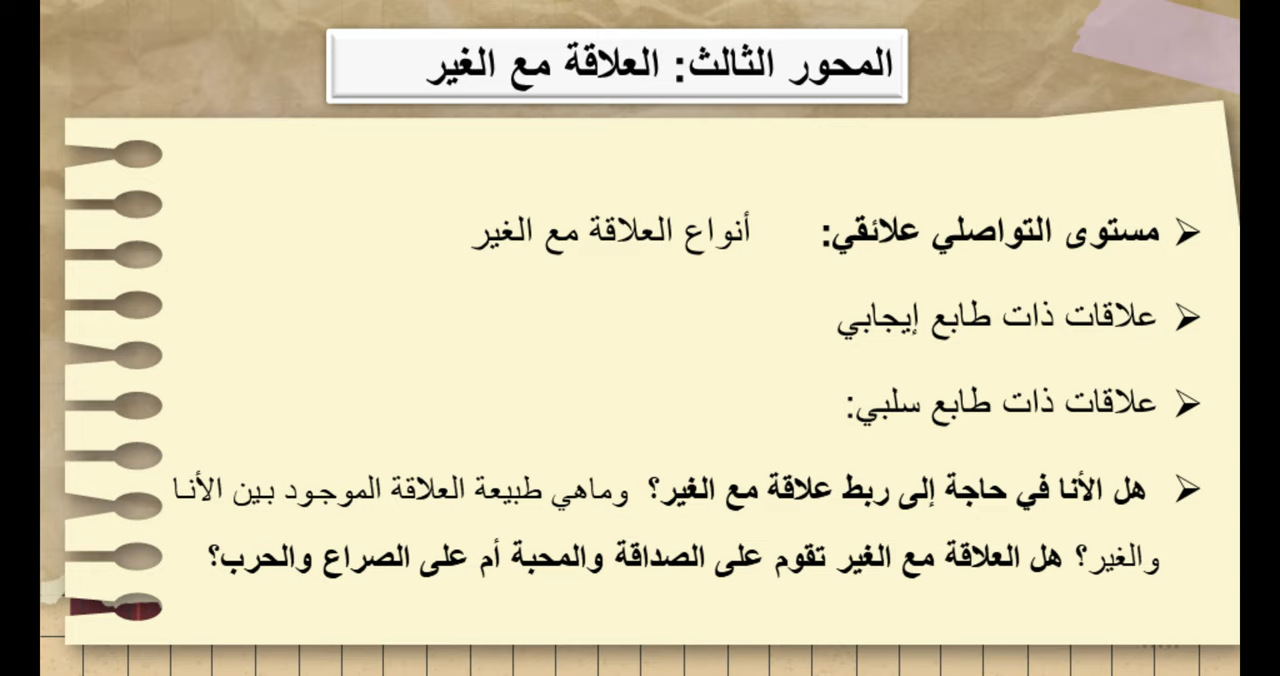 المحور الثالث: العلاقة مع الغير
مستوى التواصلي علائقي: أنواع العلاقة مع الغير
علاقات ذات طابع إيجابي
علاقات ذات طابع سلبي:
هل الأنا في حاجة إلى ربط علاقة مع الغير؟ وماهي طبيعة العلاقة الموجود بين الأنا
والغير؟ هل العلاقة مع الغير تقوم على الصداقة والمحبة أم على الصراع والحرب؟